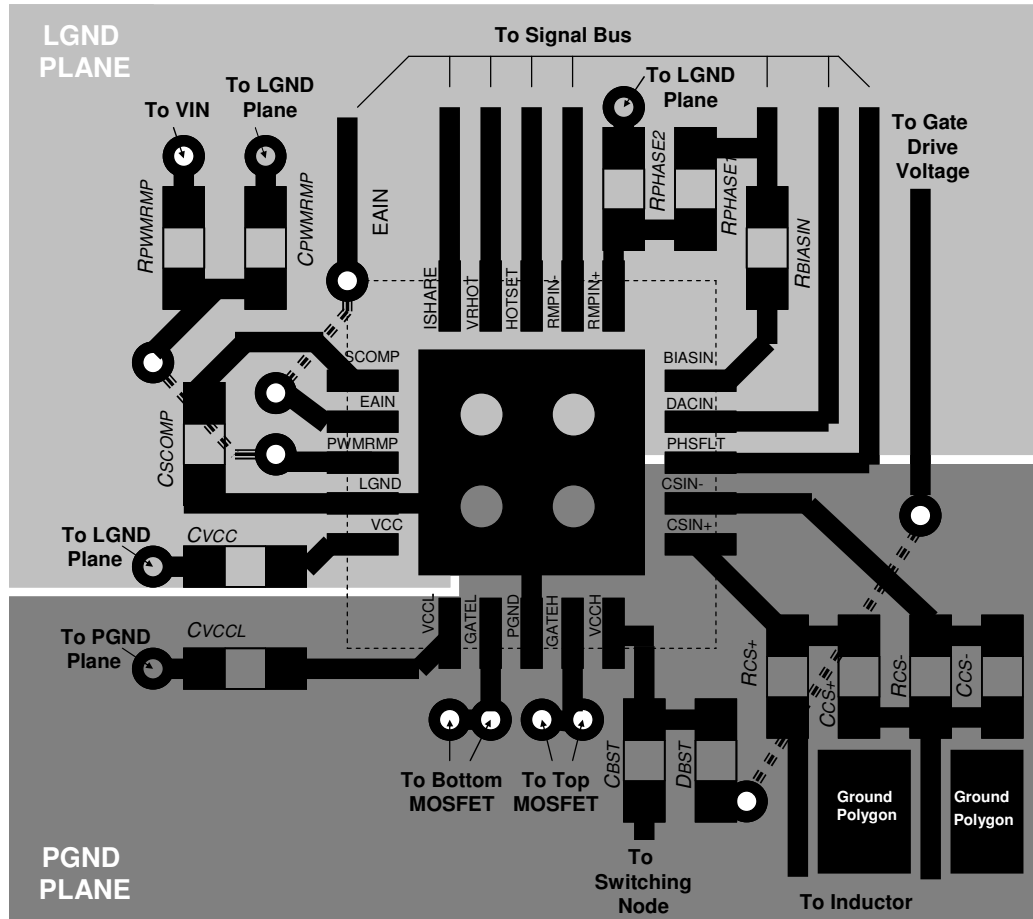 LGND
PLANE
To Signal Bus
To VIN
To LGND
Plane
To LGND
Plane
To Gate
Drive
Voltage
RPWMRMP
CPWMRMP
EAIN
RPHASE2
RPHASE1
RBIASIN
ISHARE
VRHOT
HOTSET
RMPIN-
RMPIN+
SCOMP
EAIN
PWMRMP
LGND
VCC
BIASIN
DACIN
PHSFLT
CSIN-
CSIN+
CSCOMP
To LGND
Plane
CVCC
VCCL
GATEL
PGND
GATEH
VCCH
To PGND
Plane
CVCCL
RCS+
CCS+
RCS-
CCS-
CBST
DBST
To Bottom
MOSFET
To Top
MOSFET
Ground
Polygon
Ground
Polygon
To
Switching
Node
To Inductor
PGND
PLANE